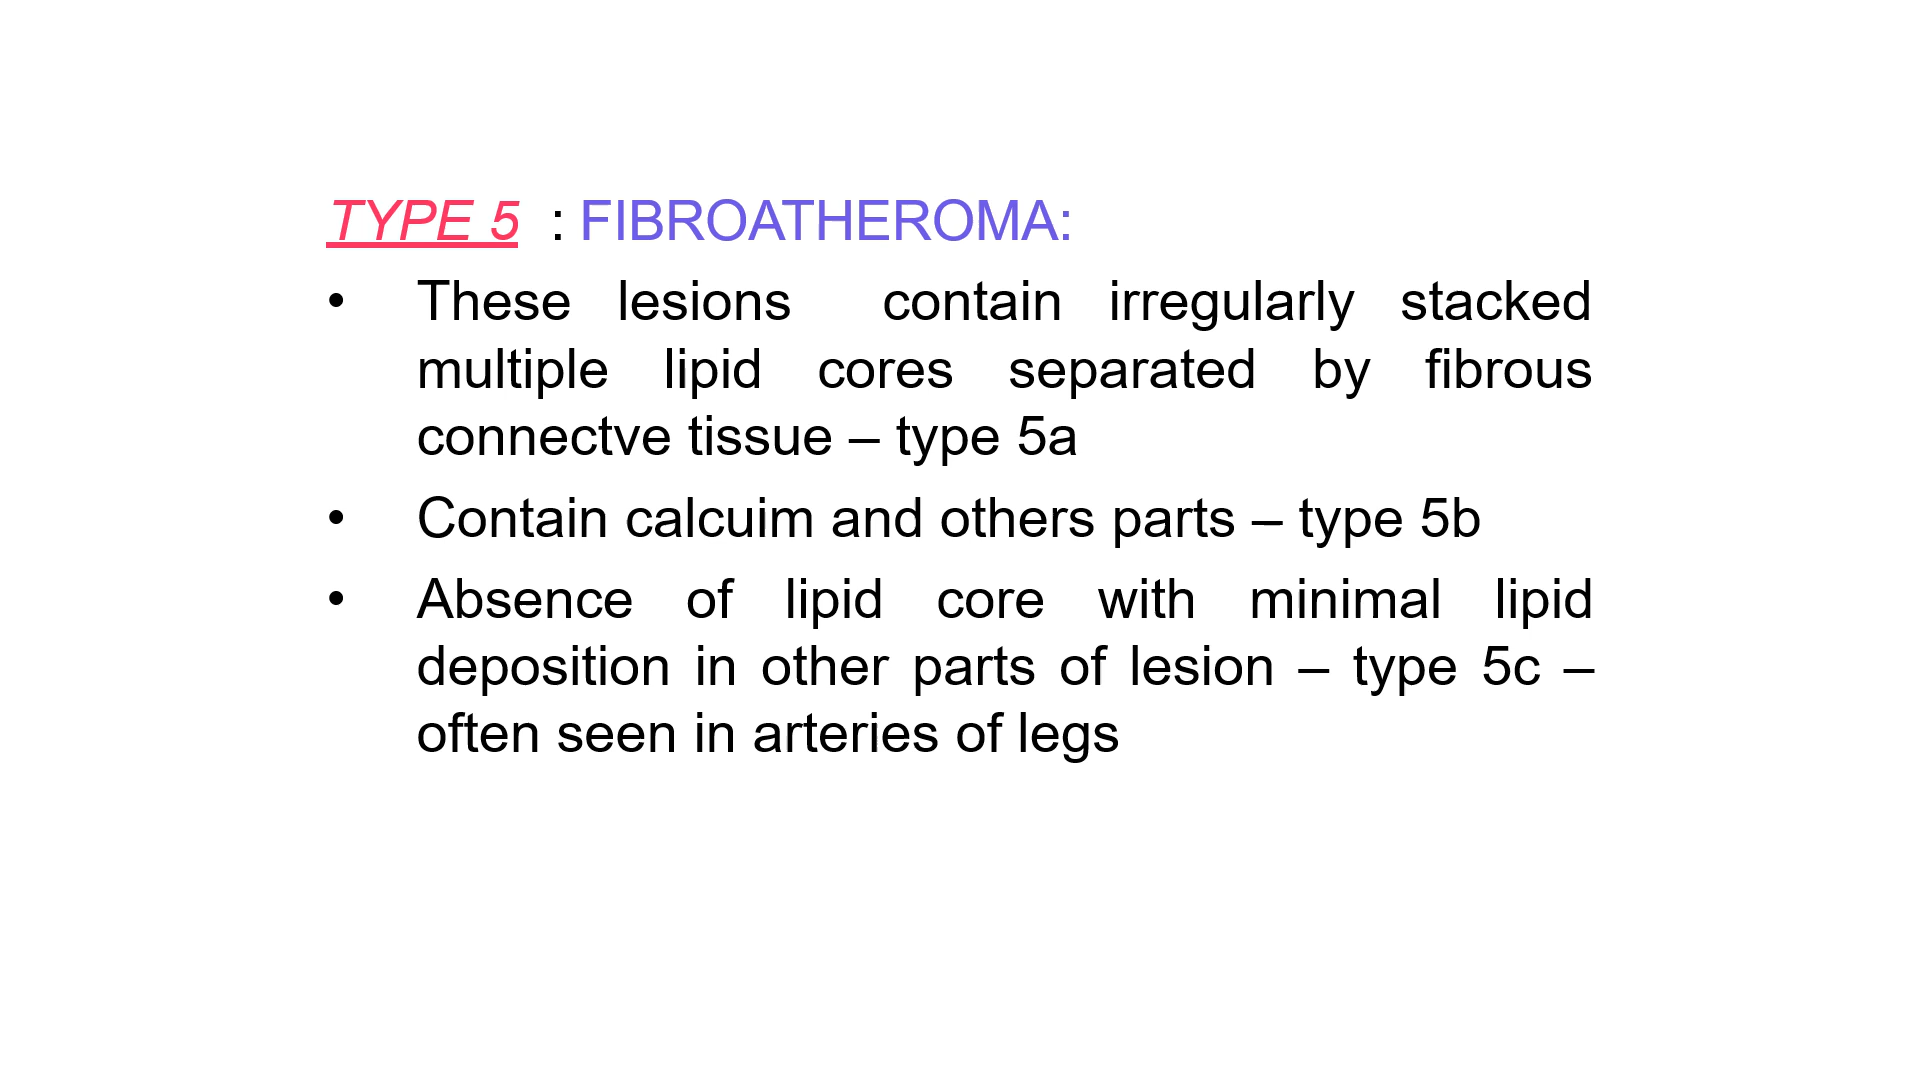 TYPE 5 : FIBROATHEROMA:
• These lesions contain irregularly stacked
multiple lipid cores separated by fibrous
connectve tissue – type 5a
• Contain calcuim and others parts – type 5b
• Absence of lipid core with minimal lipid
deposition in other parts of lesion – type 5c –
often seen in arteries of legs